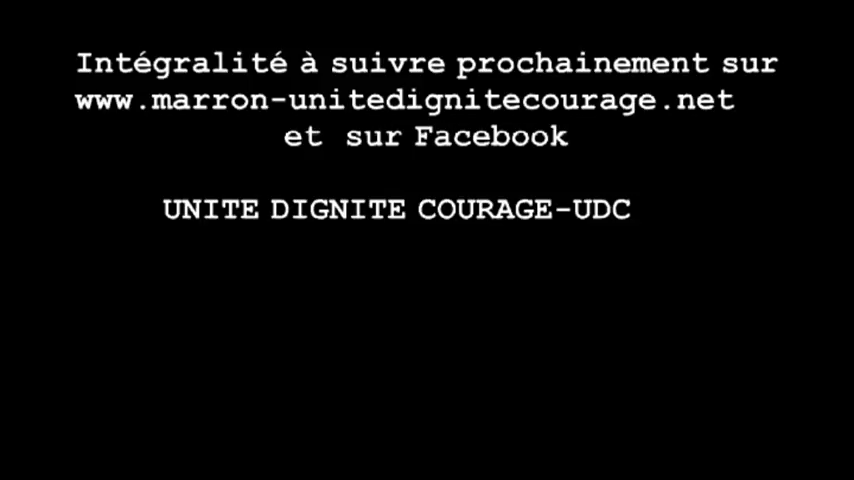 Intégralité à suivre prochainement sur
www.marron-unitedignitecourage.net
et sur Facebook
UNITE DIGNITE COURAGE-UDC